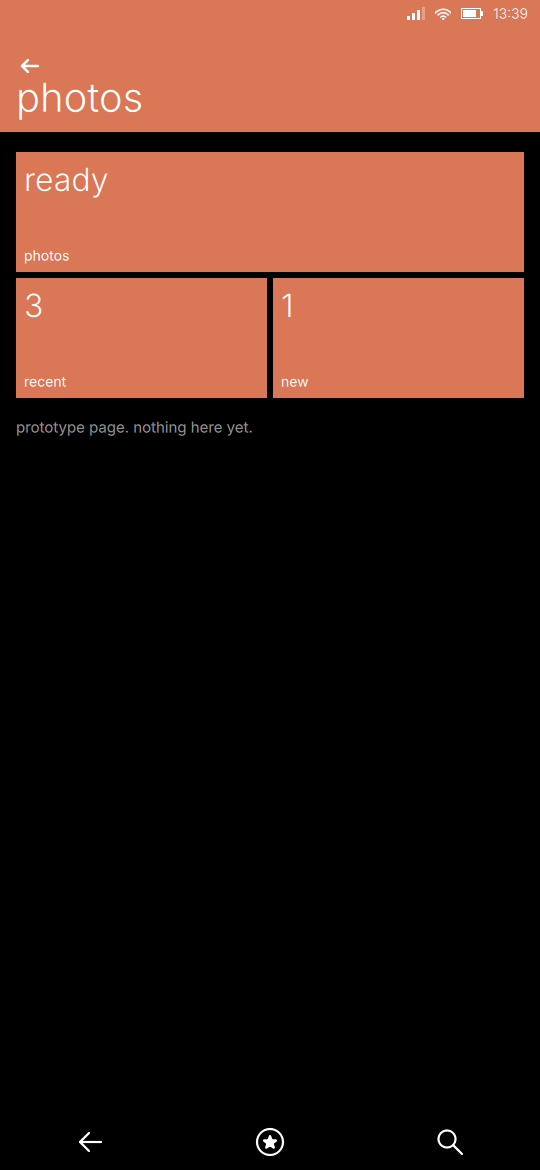 13:39
photos
ready
photos
3
recent
1
new
prototype page. nothing here yet.